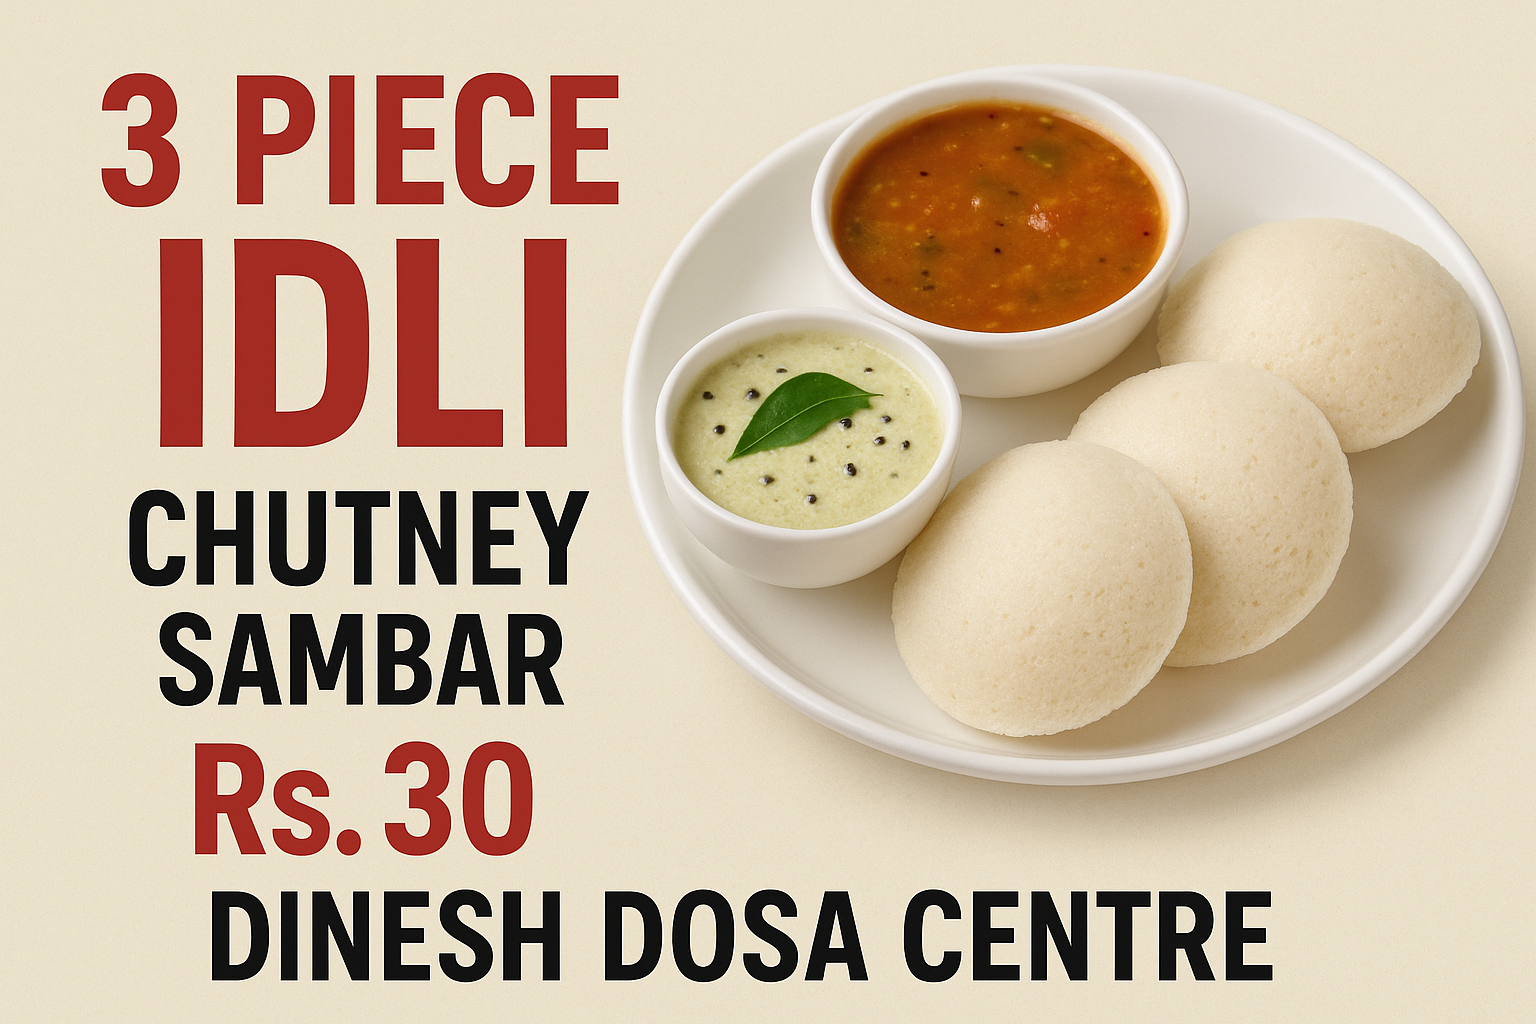 3 PIECE
IDLI
CHUTNEY
SAMBAR
Rs. 30
DINESH DOSA CENTRE